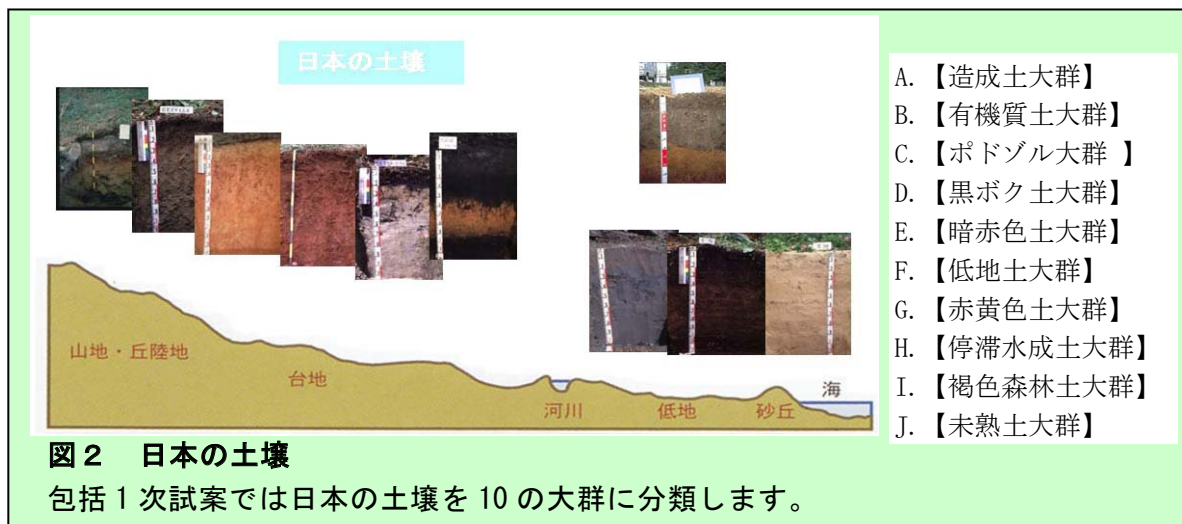 日本の土壌
山地・丘陸地
台地
河川
低地
砂丘
海
A.【造成土大群】
B.【有機質土大群】
C.【ポドゾル大群 】
D.【黒ボク土大群】
E.【暗赤色土大群】
F.【低地土大群】
G.【赤黄色土大群】
H.【停滞水成土大群】
I.【褐色森林土大群】
J.【未熟土大群】
図２ 日本の土壌
包括１次試案では日本の土壌を 10 の大群に分類します。